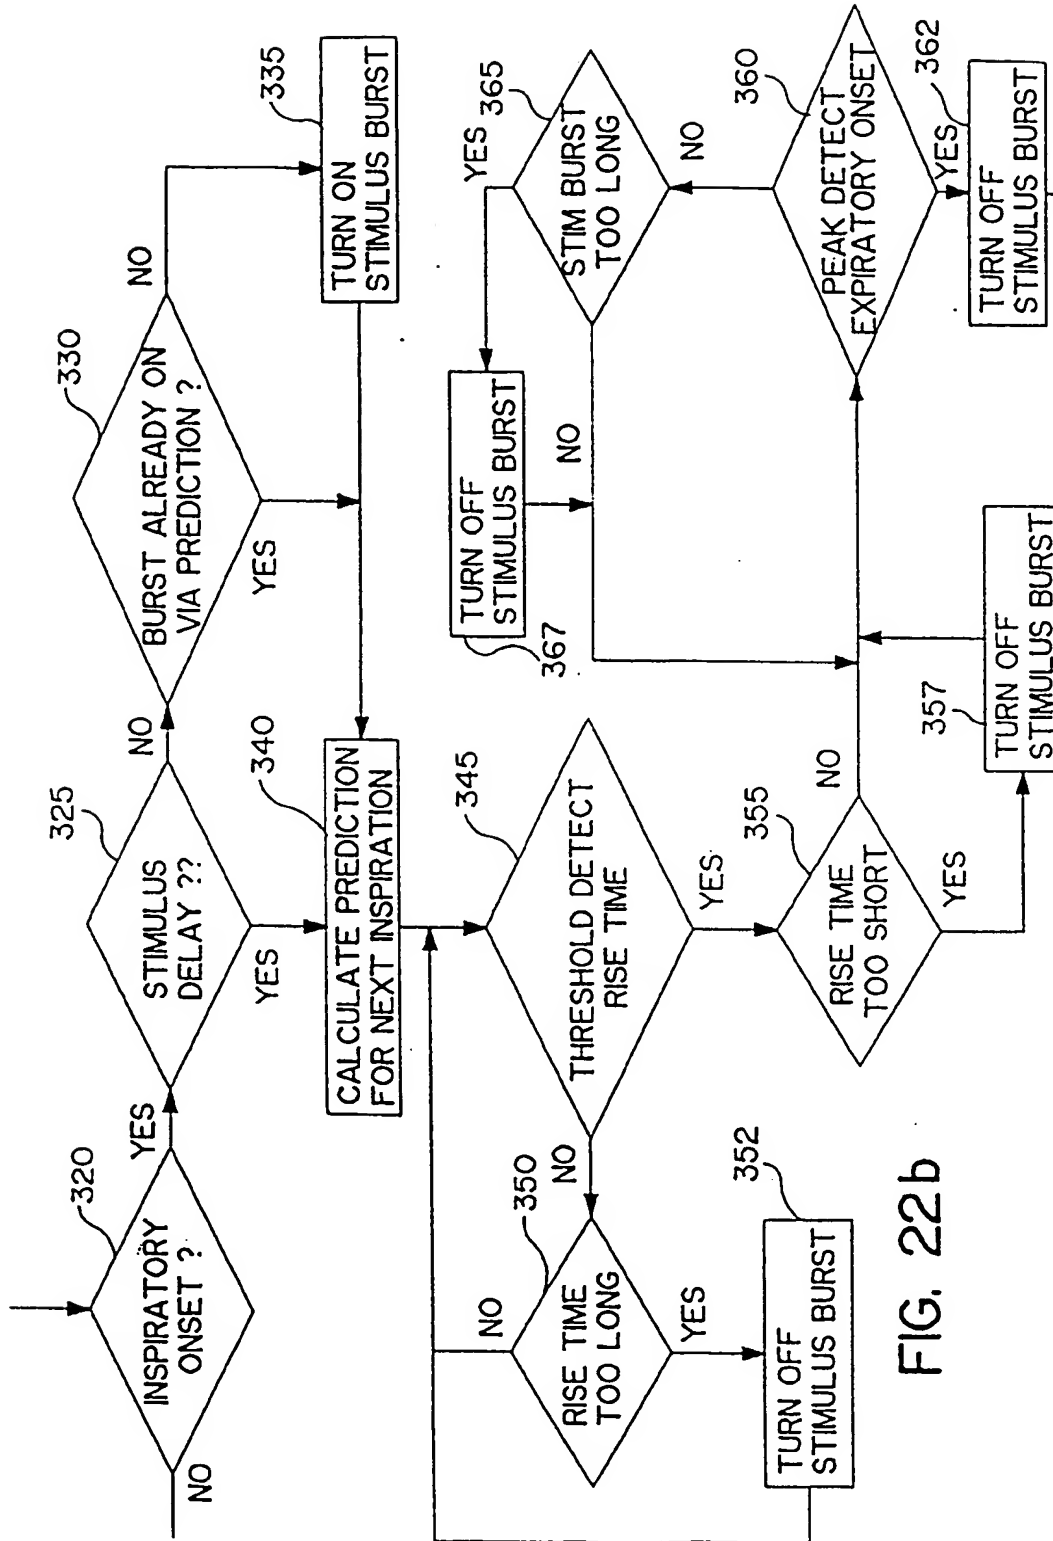 320
INSPIRATORY
ONSET ?
NO
YES
325
STIMULUS
DELAY ??
NO
YES
330
BURST ALREADY ON
VIA PREDICTION ?
NO
YES
335
TURN ON
STIMULUS BURST
340
CALCULATE PREDICTION
FOR NEXT INSPIRATION
345
THRESHOLD DETECT
RISE TIME
NO
YES
350
RISE TIME
TOO LONG
NO
YES
352
TURN OFF
STIMULUS BURST
355
RISE TIME
TOO SHORT
NO
YES
357
TURN OFF
STIMULUS BURST
360
PEAK DETECT
EXPIRATORY ONSET
NO
YES
362
TURN OFF
STIMULUS BURST
365
STIM BURST
TOO LONG
YES
NO
367
TURN OFF
STIMULUS BURST
FIG. 22b